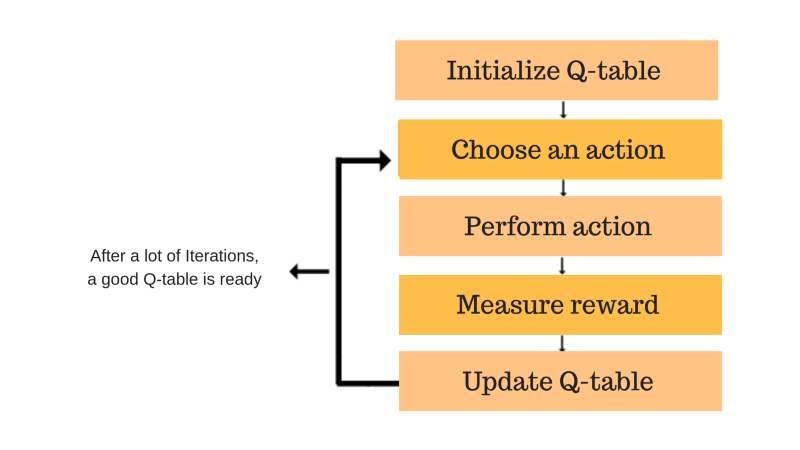 Initialize Q-table
Choose an action
Perform action
Measure reward
Update Q-table
After a lot of Iterations,
a good Q-table is ready